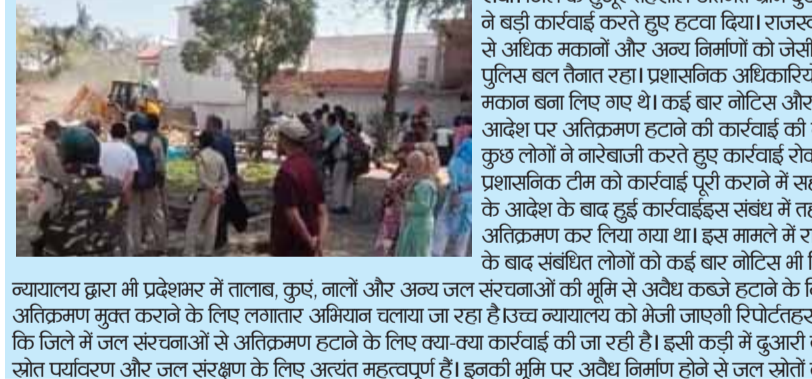 ने बड़ी कार्रवाई करते हुए हटवा दिया। राजस्व
से अधिक मकानों और अन्य निर्माणों को जेसी
पुलिस बल तैनात रहा। प्रशासनिक अधिकारियो
मकान बना लिए गए थे। कई बार नोटिस और
आदेश पर अतिक्रमण हटाने की कार्रवाई की
कुछ लोगों ने नारेबाजी करते हुए कार्रवाई रोक
प्रशासनिक टीम को कार्रवाई पूरी कराने में सह
के आदेश के बाद हुई कार्रवाईइस संबंध में तह
अतिक्रमण कर लिया गया था। इस मामले में
के बाद संबंधित लोगों को कई बार नोटिस भी
न्यायालय द्वारा भी प्रदेशभर में तालाब, कुएं, नालों और अन्य जल संरचनाओं की भूमि से अवैध कब्जे हटाने के
अतिक्रमण मुक्त कराने के लिए लगातार अभियान चलाया जा रहा है।उच्च न्यायालय को भेजी जाएगी रिपोर्टतहस
कि जिले में जल संरचनाओं से अतिक्रमण हटाने के लिए क्या-क्या कार्रवाई की जा रही है। इसी कड़ी में दुआरी
स्रोत पर्यावरण और जल संरक्षण के लिए अत्यंत महत्वपूर्ण हैं। इनकी भूमि पर अवैध निर्माण होने से जल स्रोतों